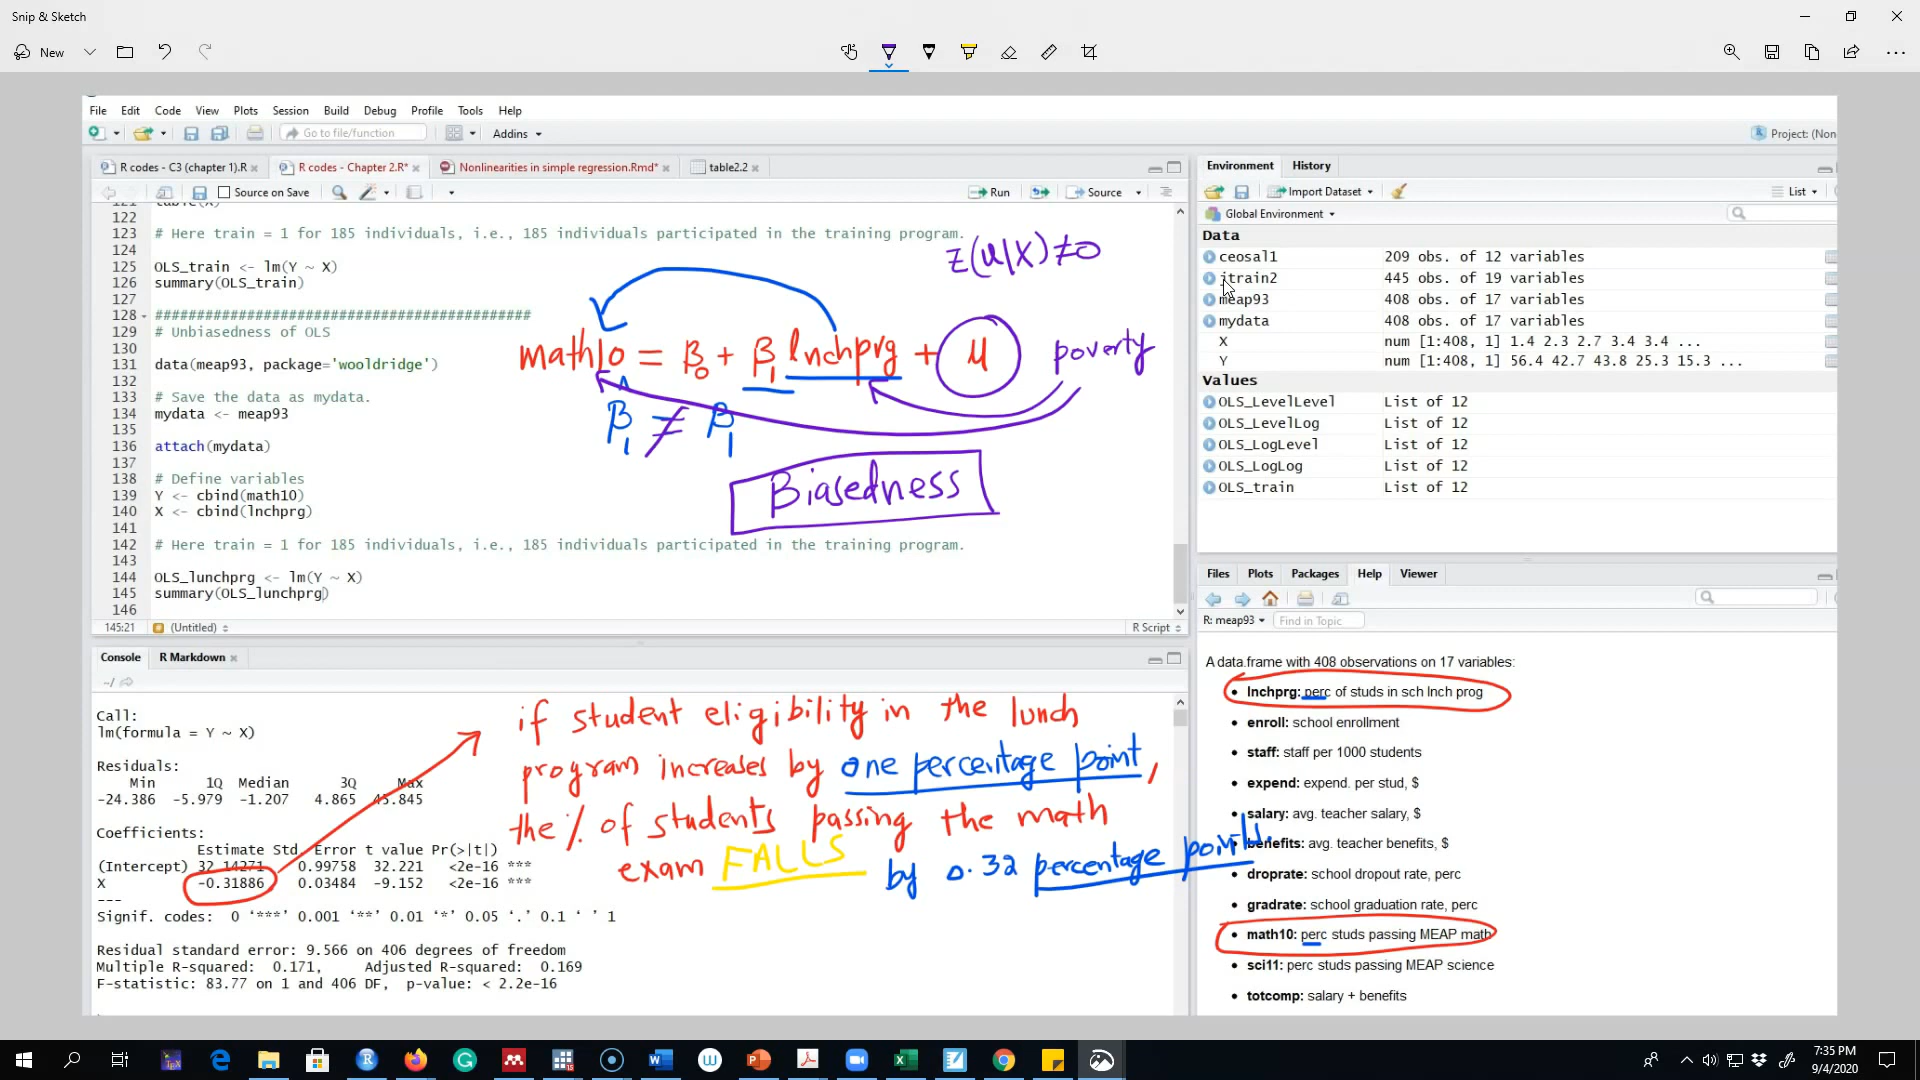 Snip & Sketch
New
File Edit Code View Plots Session Build Debug Profile Tools Help
Go to file/function
Addins
Project: (Non
R codes - C3 (chapter 1).R
R codes - Chapter 2.R*
Nonlinearities in simple regression.Rmd*
table2.2
Source on Save
Run
Source
122
123 # Here train = 1 for 185 individuals, i.e., 185 individuals participated in the training program.
124
125 OLS_train <- lm(Y ~ X)
126 summary(OLS_train)
127
128 #############################################
129 # Unbiasedness of OLS
130
131 data(meap93, package='wooldridge')
132
133 # Save the data as mydata.
134 mydata <- meap93
135
136 attach(mydata)
137
138 # Define variables
139 Y <- cbind(math10)
140 X <- cbind(lnchprg)
141
142 # Here train = 1 for 185 individuals, i.e., 185 individuals participated in the training program.
143
144 OLS_lunchprg <- lm(Y ~ X)
145 summary(OLS_lunchprg)
146
145:21 (Untitled) R Script
(u|X) ≠ 0
math10 = β0 + β1 lnchprg + u
poverty
β̂1 ≠ β1
Biasedness
Console R Markdown
~/
Call:
lm(formula = Y ~ X)
Residuals:
Min 1Q Median 3Q Max
-24.386 -5.979 -1.207 4.865 45.845
Coefficients:
Estimate Std. Error t value Pr(>|t|)
(Intercept) 32.14271 0.99758 32.221 <2e-16 ***
X -0.31886 0.03484 -9.152 <2e-16 ***
---
Signif. codes: 0 ‘***’ 0.001 ‘**’ 0.01 ‘*’ 0.05 ‘.’ 0.1 ‘ ’ 1
Residual standard error: 9.566 on 406 degrees of freedom
Multiple R-squared: 0.171, Adjusted R-squared: 0.169
F-statistic: 83.77 on 1 and 406 DF, p-value: < 2.2e-16
if student eligibility in the lunch
program increases by one percentage point,
the % of students passing the math
exam FALLS by 0.32 percentage points.
Environment History
Import Dataset
List
Global Environment
Data
ceosal1 209 obs. of 12 variables
jtrain2 445 obs. of 19 variables
meap93 408 obs. of 17 variables
mydata 408 obs. of 17 variables
X num [1:408, 1] 1.4 2.3 2.7 3.4 3.4 ...
Y num [1:408, 1] 56.4 42.7 43.8 25.3 15.3 ...
Values
OLS_LevelLevel List of 12
OLS_LevelLog List of 12
OLS_LogLevel List of 12
OLS_LogLog List of 12
OLS_train List of 12
Files Plots Packages Help Viewer
R: meap93 Find in Topic
A data.frame with 408 observations on 17 variables:
lnchprg: perc of studs in sch lnch prog
enroll: school enrollment
staff: staff per 1000 students
expend: expend. per stud, $
salary: avg. teacher salary, $
benefits: avg. teacher benefits, $
droprate: school dropout rate, perc
gradrate: school graduation rate, perc
math10: perc studs passing MEAP math
sci11: perc studs passing MEAP science
totcomp: salary + benefits
7:35 PM
9/4/2020